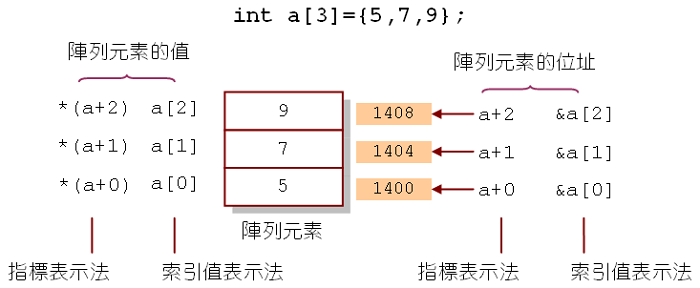 int a[3]={5,7,9};
陣列元素的值
陣列元素的位址
*(a+2) a[2] 9 1408 a+2 &a[2]
*(a+1) a[1] 7 1404 a+1 &a[1]
*(a+0) a[0] 5 1400 a+0 &a[0]
陣列元素
指標表示法 索引值表示法 指標表示法 索引值表示法